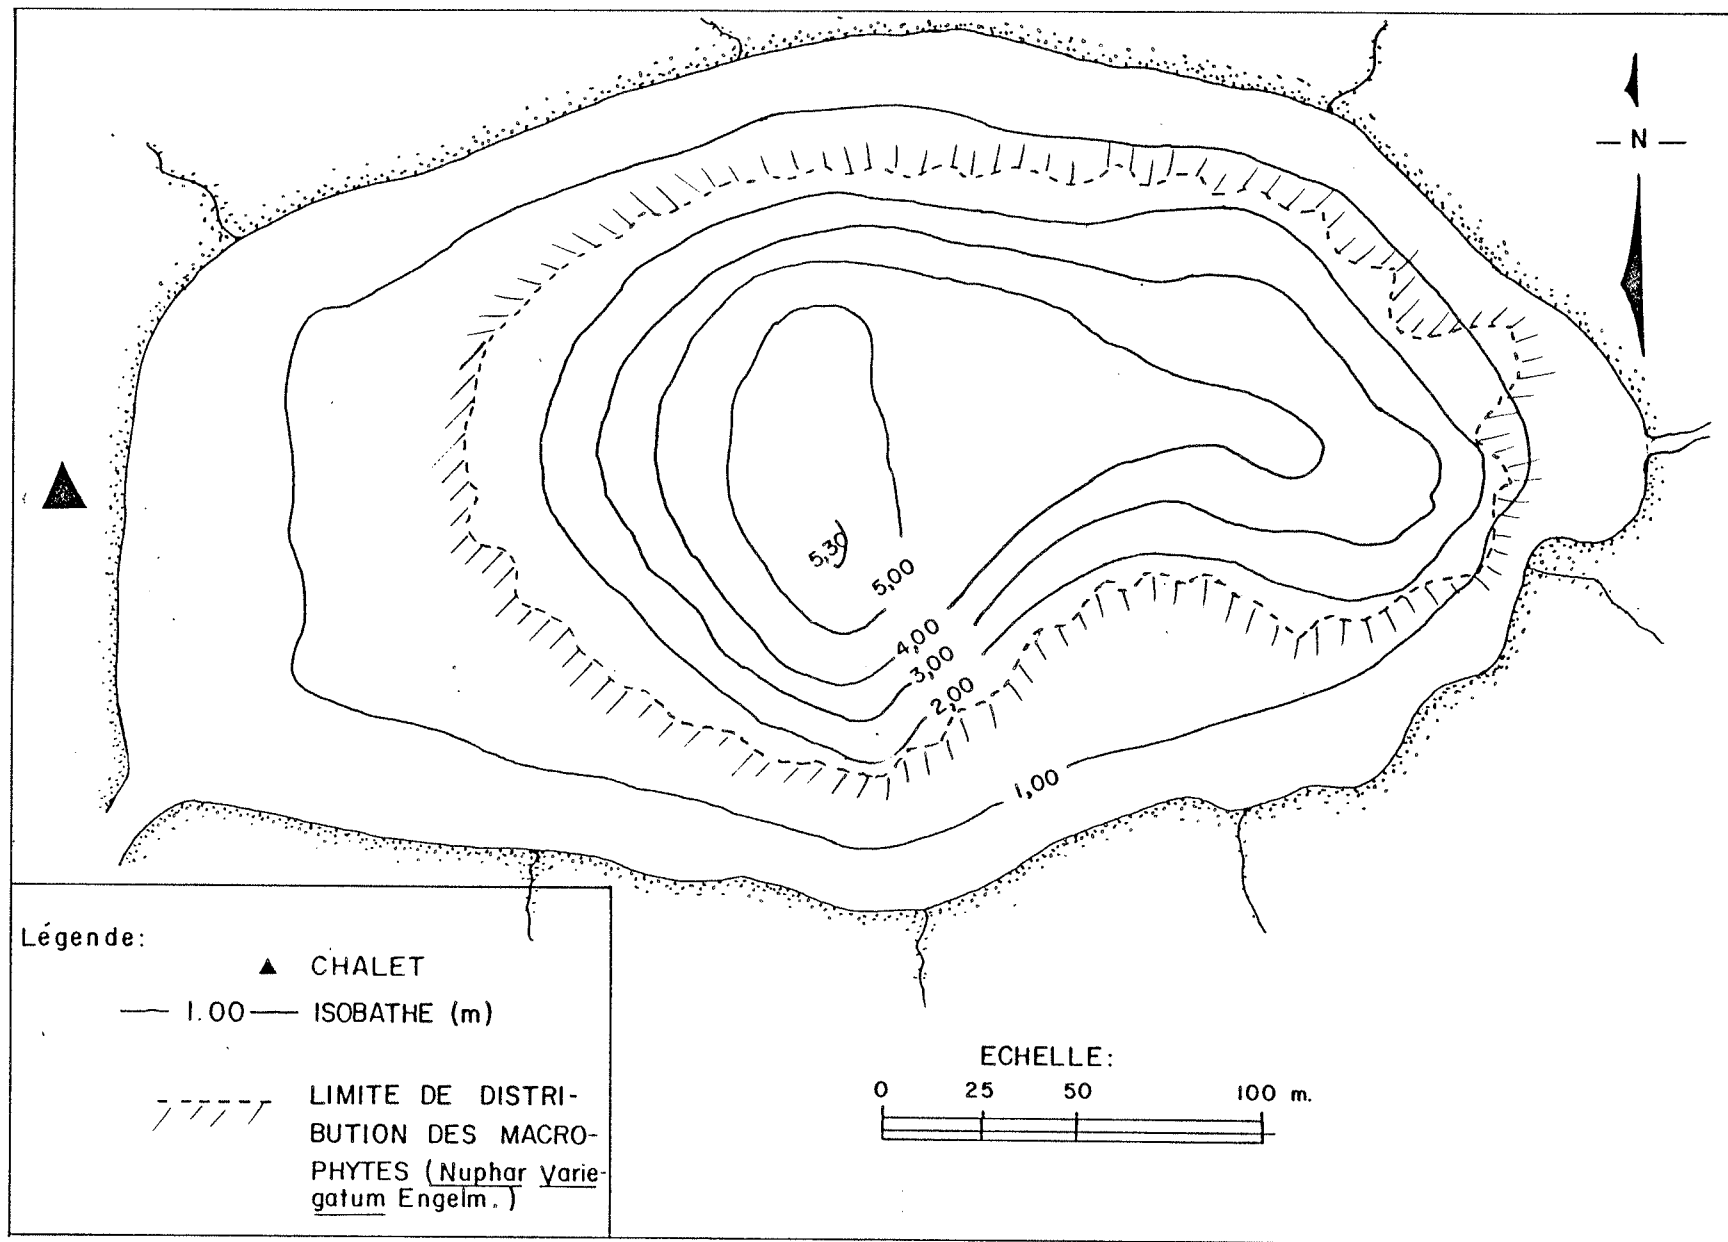 N
5,30
5,00
4,00
3,00
2,00
1,00
Légende:
CHALET
1.00 ISOBATHE (m)
LIMITE DE DISTRI-
BUTION DES MACRO-
PHYTES (Nuphar Varie-
gatum Engelm.)
ECHELLE:
0 25 50 100 m.